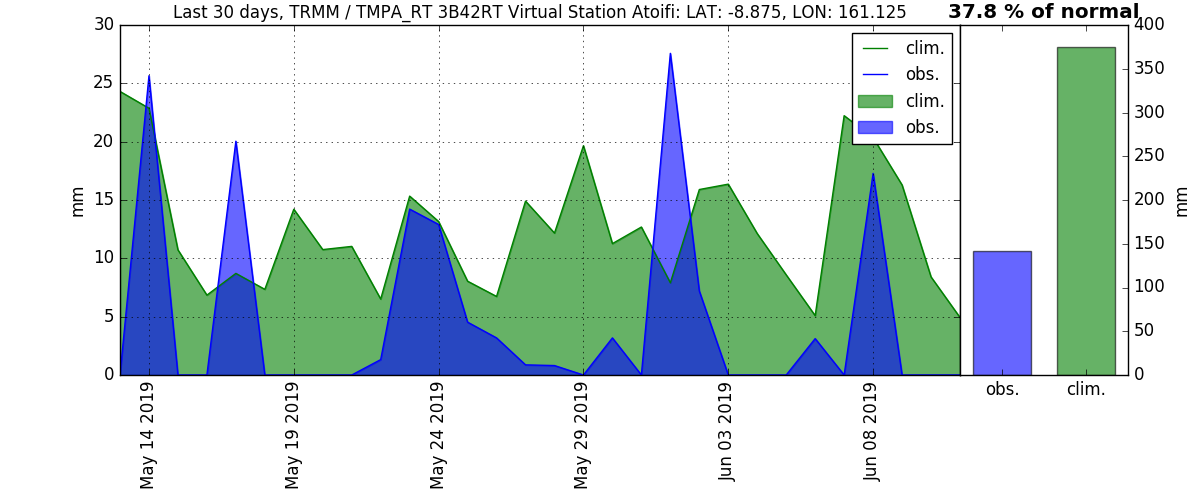 Last 30 days, TRMM / TMPA_RT 3B42RT Virtual Station Atoifi: LAT: -8.875, LON: 161.125
37.8 % of normal
30
25
20
15
10
5
0
mm
clim.
obs.
clim.
obs.
May 14 2019
May 19 2019
May 24 2019
May 29 2019
Jun 03 2019
Jun 08 2019
400
350
300
250
200
150
100
50
0
mm
obs.
clim.